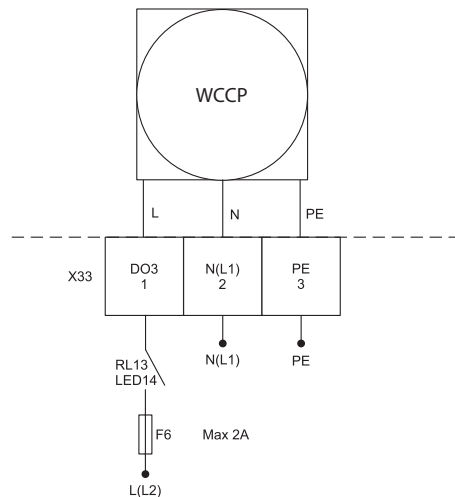 WCCP
L
N
PE
X33
DO3
1
N(L1)
2
PE
3
N(L1)
PE
RL13
LED14
F6
Max 2A
L(L2)